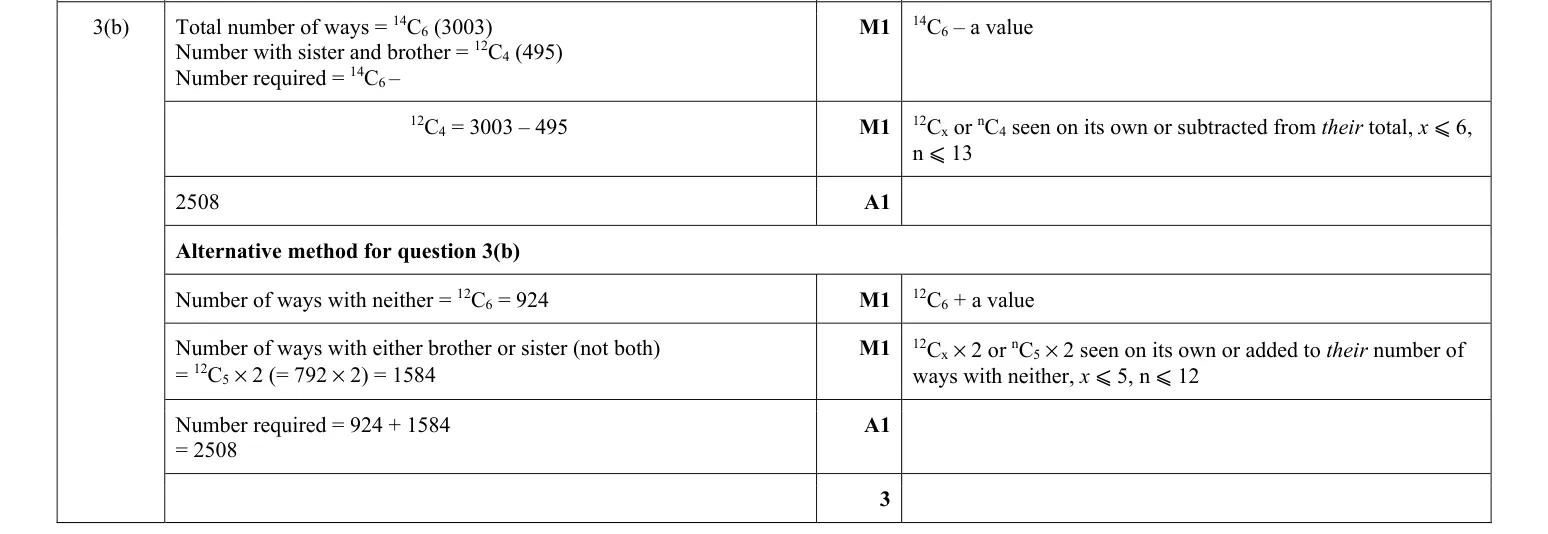 3(b)
Total number of ways = ¹⁴C₆ (3003)
Number with sister and brother = ¹²C₄ (495)
Number required = ¹⁴C₆ –
M1
¹⁴C₆ – a value
¹²C₄ = 3003 – 495
M1
¹²Cₓ or ⁿC₄ seen on its own or subtracted from their total, x ⩽ 6,
n ⩽ 13
2508
A1
Alternative method for question 3(b)
Number of ways with neither = ¹²C₆ = 924
M1
¹²C₆ + a value
Number of ways with either brother or sister (not both)
= ¹²C₅ × 2 (= 792 × 2) = 1584
M1
¹²Cₓ × 2 or ⁿC₅ × 2 seen on its own or added to their number of
ways with neither, x ⩽ 5, n ⩽ 12
Number required = 924 + 1584
= 2508
A1
3